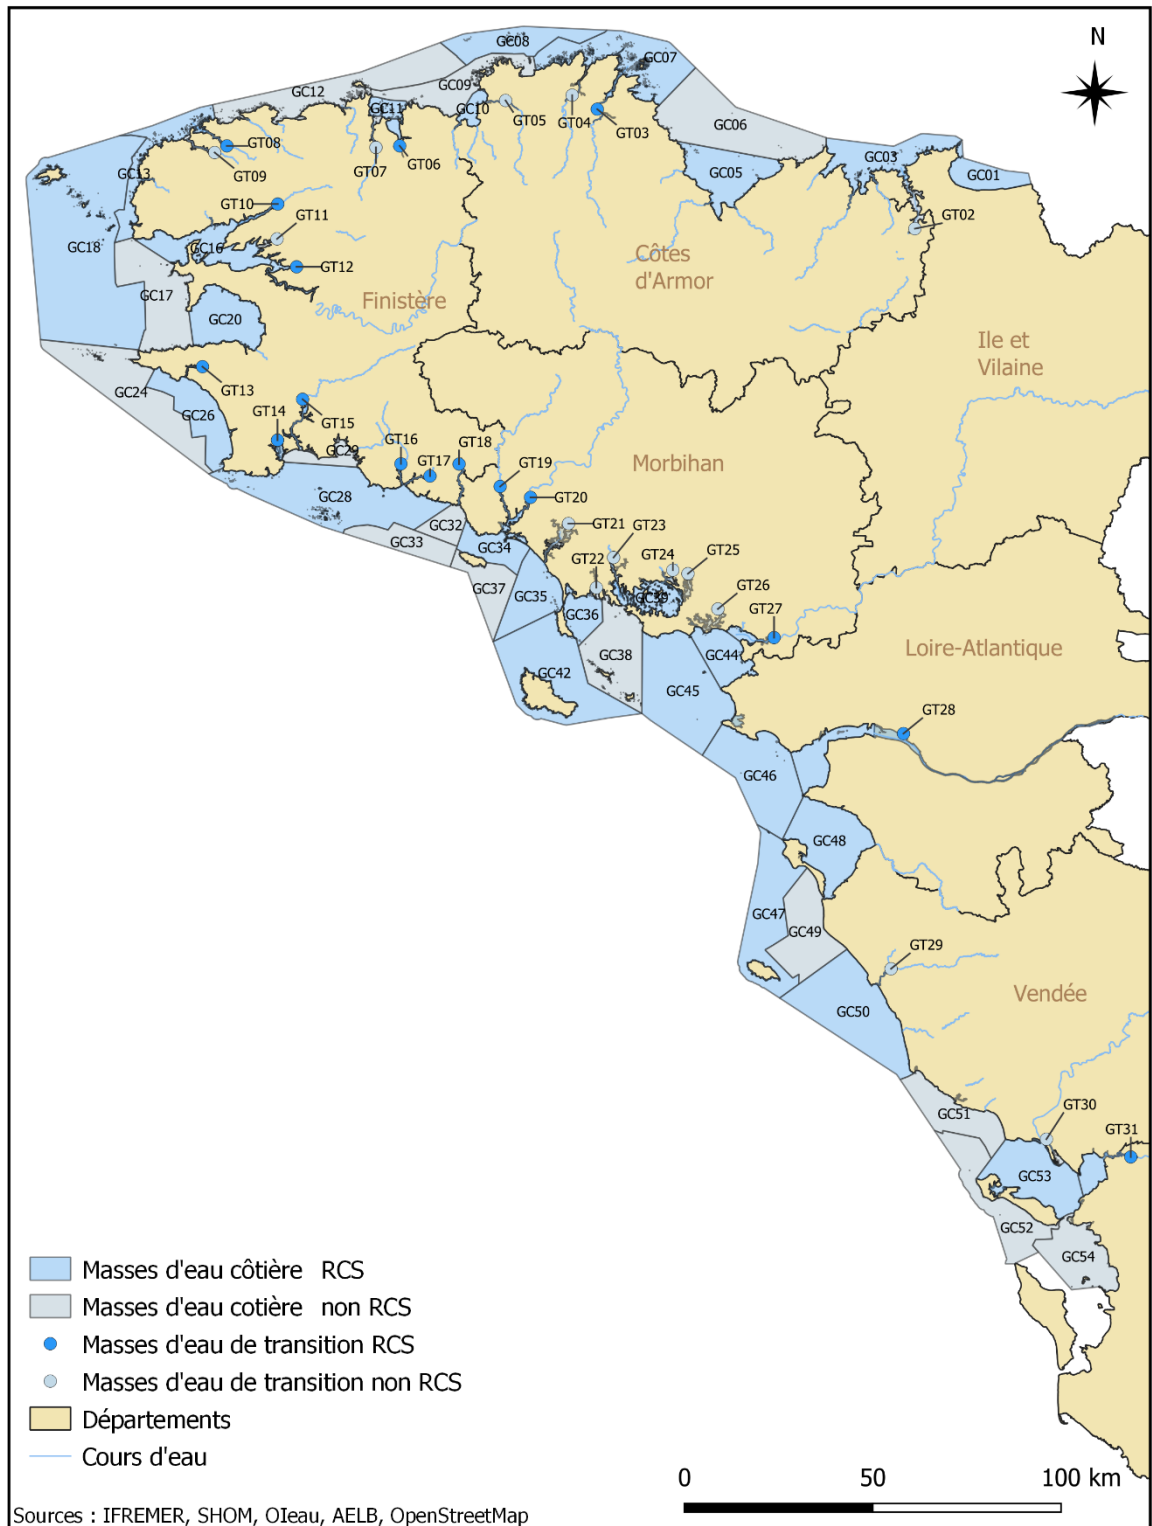 N
GC08
GC07
GC09
GC12
GC11
GC10
GT05
GT04
GT03
GC06
GT08
GT09
GT07
GT06
GC03
GC05
GC01
GC13
GT10
GT11
GT02
GC18
GC16
GT12
Côtes
d'Armor
GC17
Finistère
GC20
Ile et
Vilaine
GC24
GT13
GC26
GT14
GT15
GC29
GT16
GT17
GT18
GT19
Morbihan
GC28
GT20
GC32
GC33
GC34
GT21
GT23
GT22
GT24
GT25
GC37
GC35
GC36
GC39
GT26
GT27
GC38
GC44
GC42
GC45
Loire-Atlantique
GT28
GC46
GC48
GC47
GC49
GT29
GC50
Vendée
GC51
GT30
GT31
GC53
GC52
GC54
Masses d'eau côtière RCS
Masses d'eau cotière non RCS
Masses d'eau de transition RCS
Masses d'eau de transition non RCS
Départements
Cours d'eau
0 50 100 km
Sources : IFREMER, SHOM, OIeau, AELB, OpenStreetMap